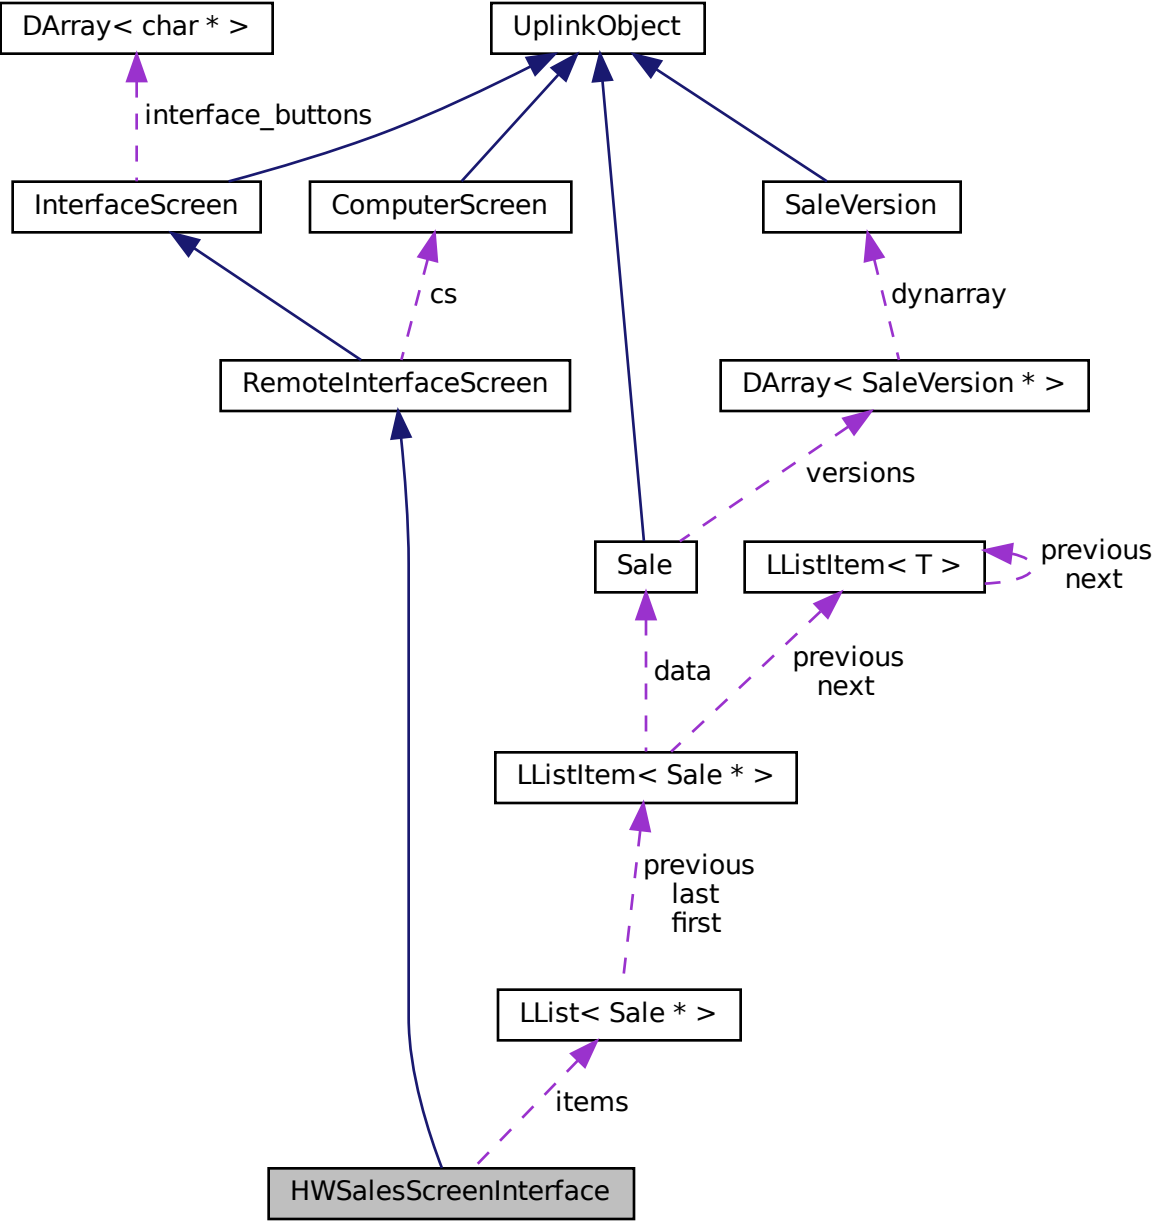 DArray< char * >
UplinkObject
interface_buttons
InterfaceScreen
ComputerScreen
SaleVersion
cs
dynarray
RemoteInterfaceScreen
DArray< SaleVersion * >
versions
Sale
LListItem< T >
previous
next
data
previous
next
LListItem< Sale * >
previous
last
first
LList< Sale * >
items
HWSalesScreenInterface